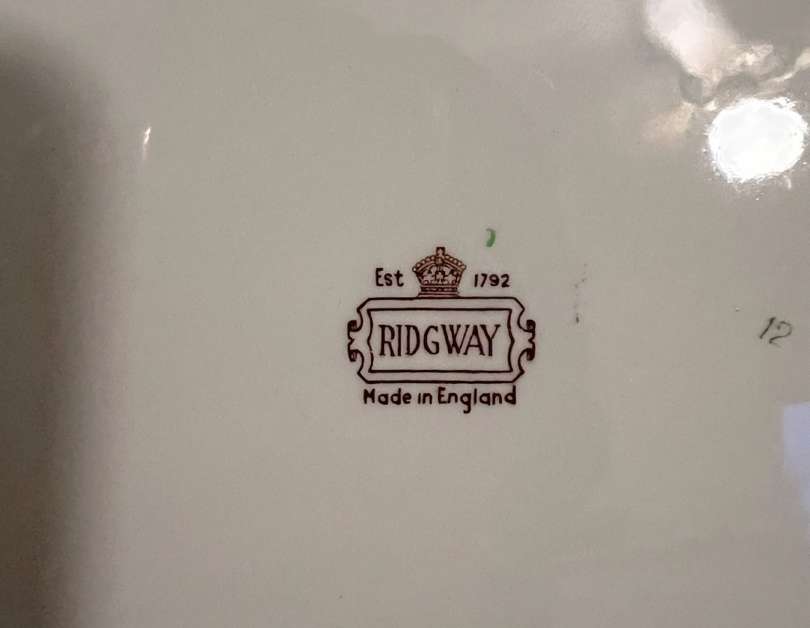 Est 1792
RIDGWAY
Made in England
12